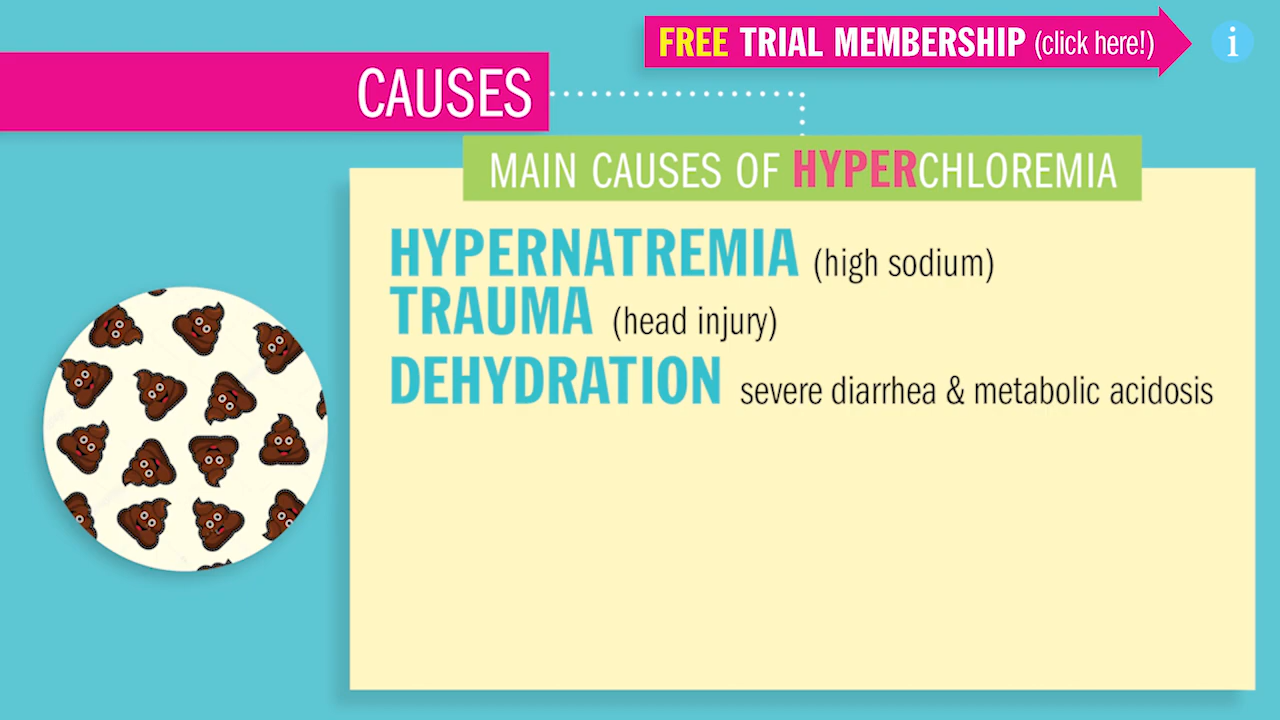 FREE TRIAL MEMBERSHIP (click here!)
i
CAUSES
MAIN CAUSES OF HYPERCHLOREMIA
HYPERNATREMIA (high sodium)
TRAUMA (head injury)
DEHYDRATION severe diarrhea & metabolic acidosis